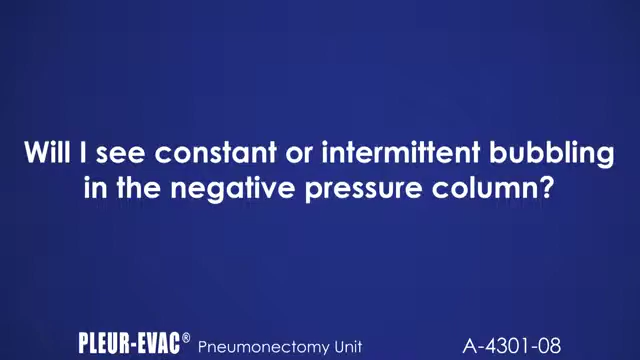 Will I see constant or intermittent bubbling
in the negative pressure column?
PLEUR-EVAC® Pneumonectomy Unit A-4301-08